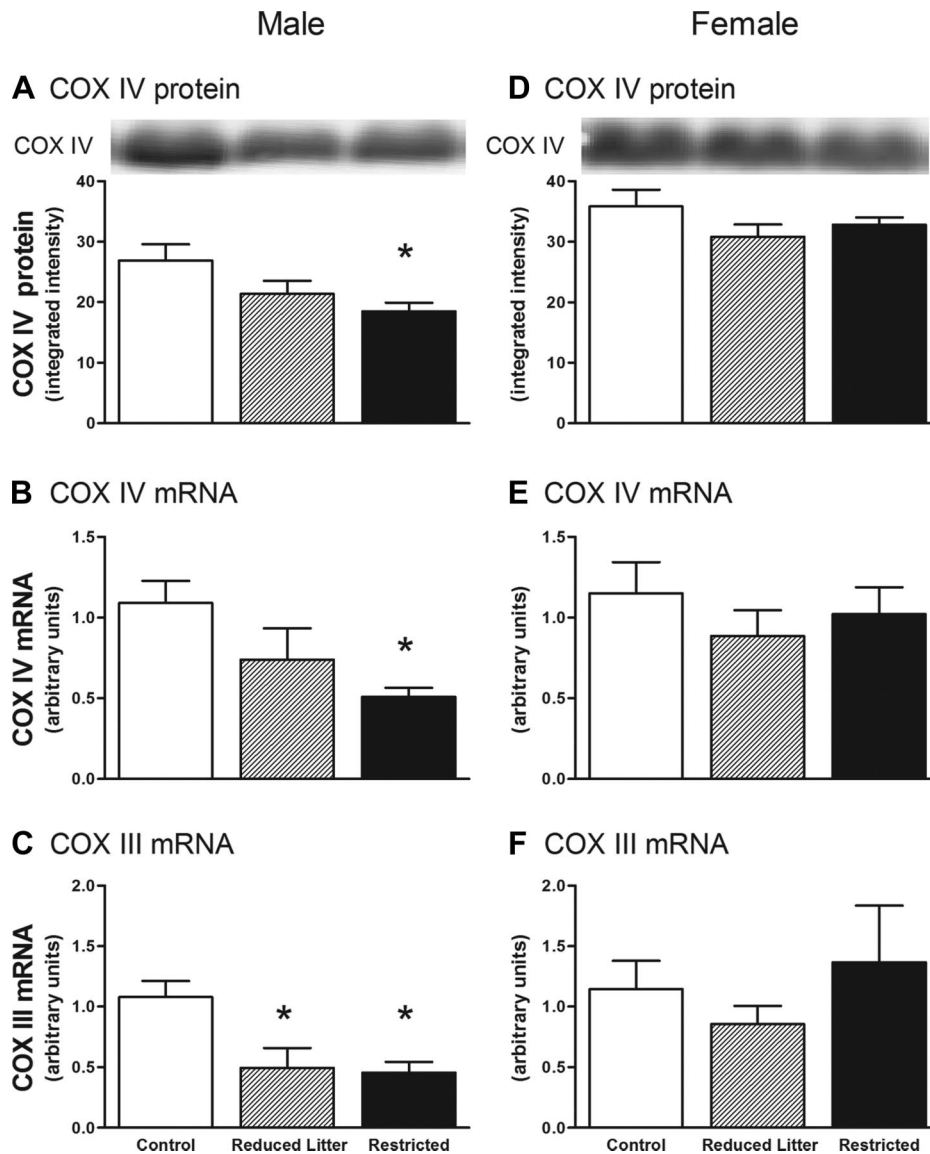 Male
Female
A COX IV protein
D COX IV protein
COX IV
COX IV
COX IV protein
(integrated intensity)
40
30
20
10
0
*
(integrated intensity)
40
30
20
10
0
B COX IV mRNA
E COX IV mRNA
COX IV mRNA
(arbitrary units)
1.5
1.0
0.5
0.0
*
(arbitrary units)
1.5
1.0
0.5
0.0
C COX III mRNA
F COX III mRNA
COX III mRNA
(arbitrary units)
2.0
1.5
1.0
0.5
0.0
* *
Control Reduced Litter Restricted
(arbitrary units)
2.0
1.5
1.0
0.5
0.0
Control Reduced Litter Restricted